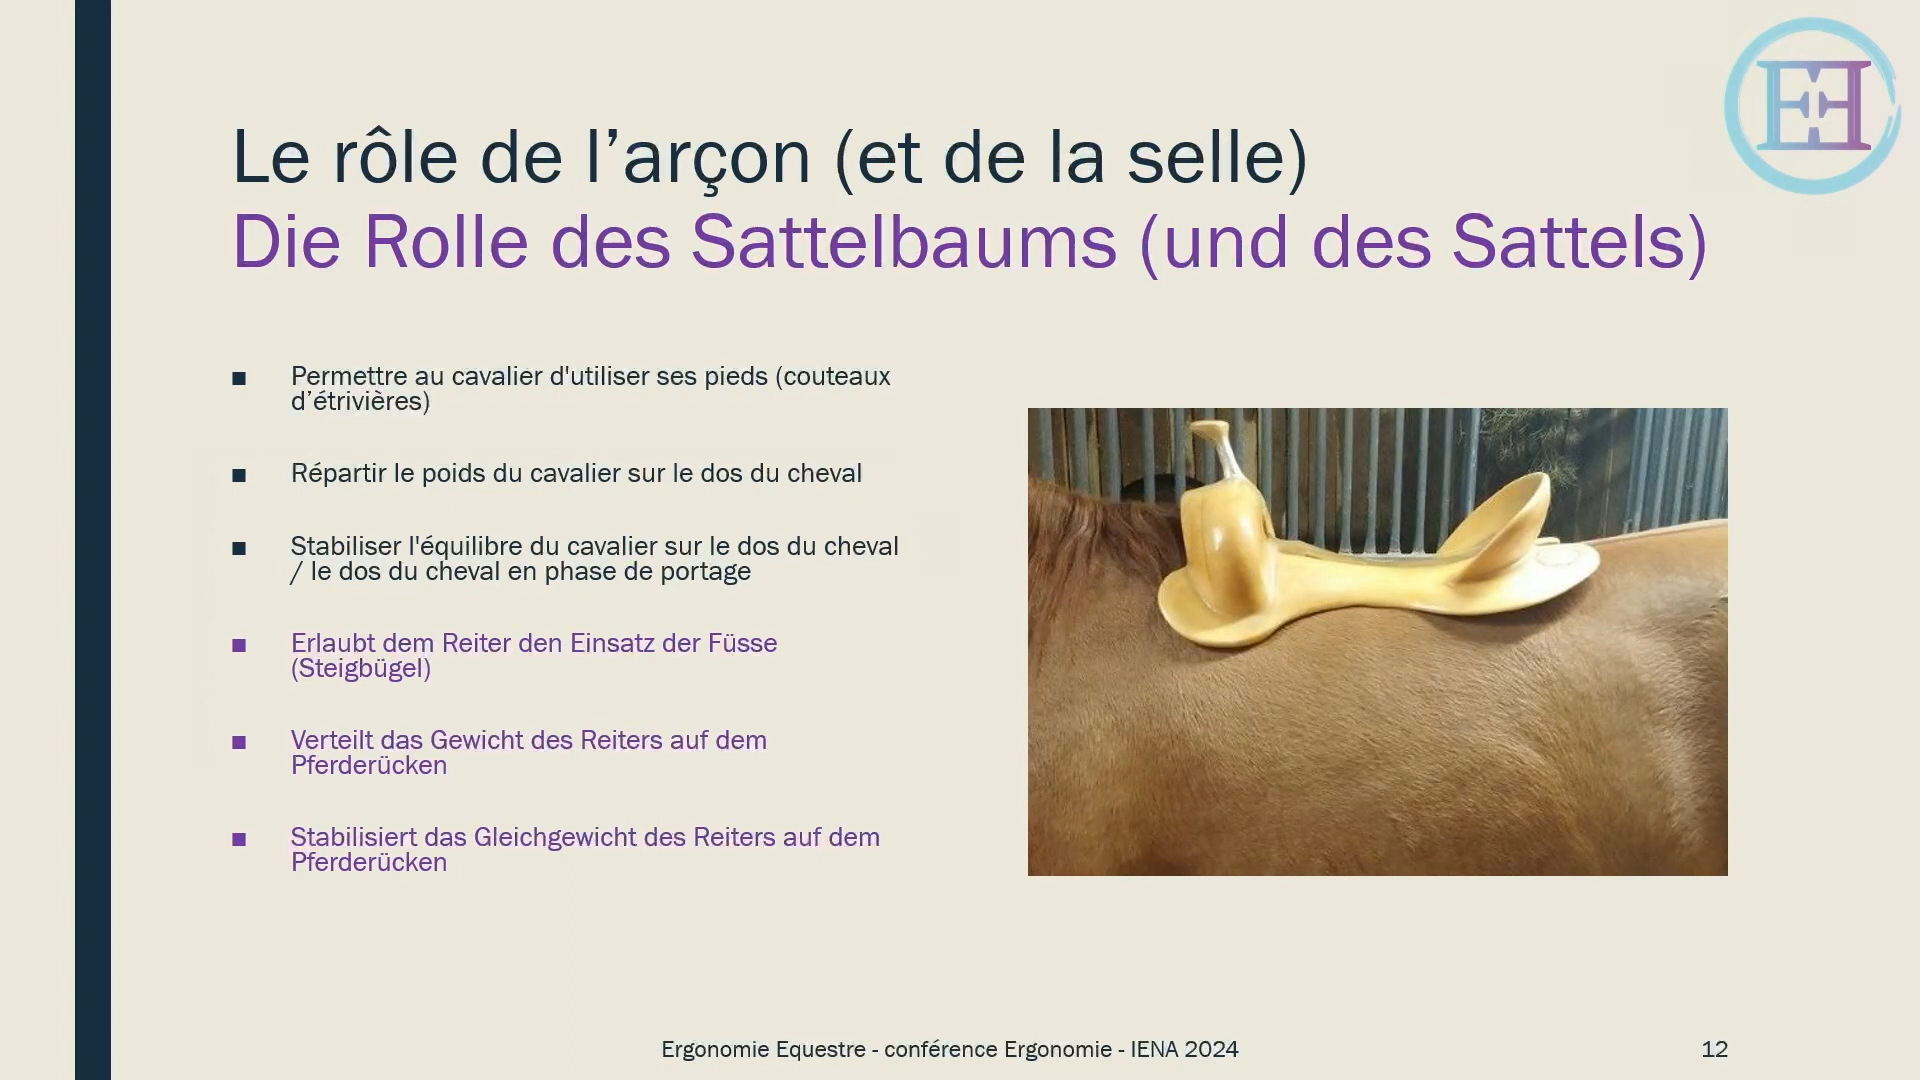 Le rôle de l’arçon (et de la selle)
Die Rolle des Sattelbaums (und des Sattels)
■ Permettre au cavalier d'utiliser ses pieds (couteaux
d’étrivières)
■ Répartir le poids du cavalier sur le dos du cheval
■ Stabiliser l'équilibre du cavalier sur le dos du cheval
/ le dos du cheval en phase de portage
■ Erlaubt dem Reiter den Einsatz der Füsse
(Steigbügel)
■ Verteilt das Gewicht des Reiters auf dem
Pferderücken
■ Stabilisiert das Gleichgewicht des Reiters auf dem
Pferderücken
Ergonomie Equestre - conférence Ergonomie - IENA 2024
12